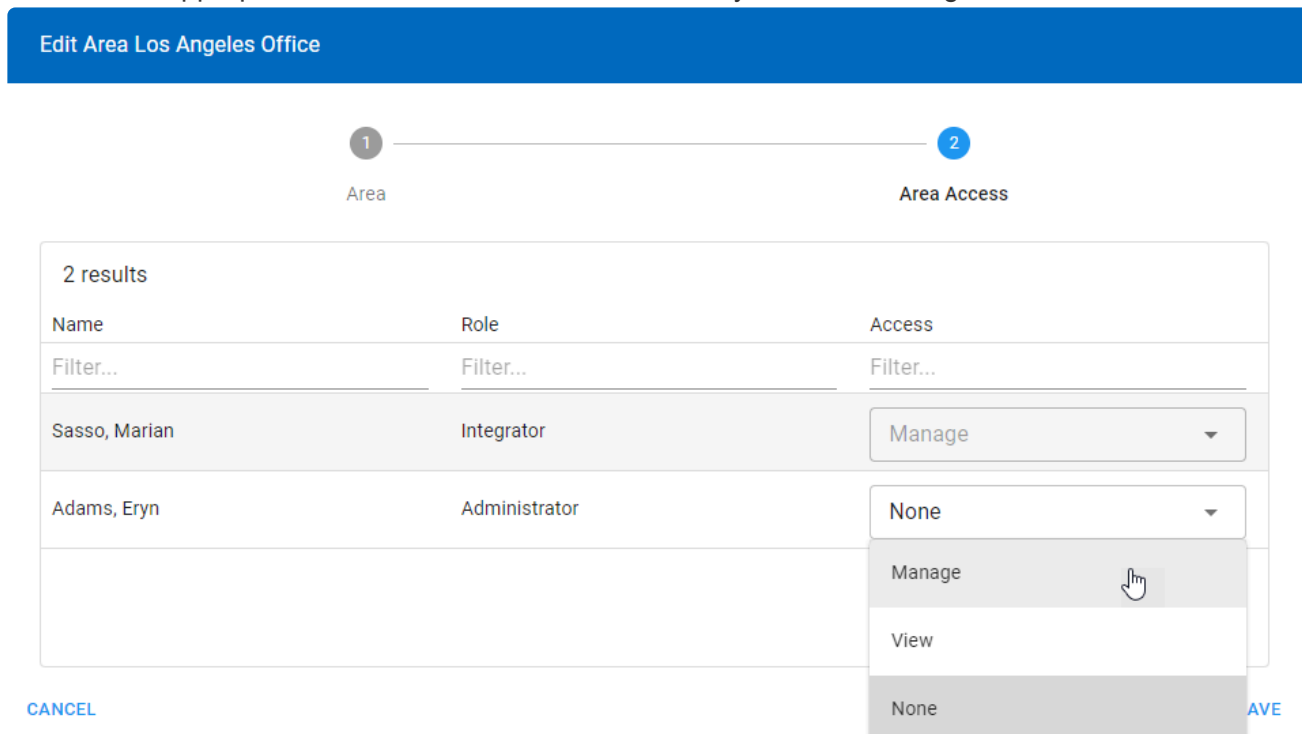 Edit Area Los Angeles Office
1
2
Area
Area Access
2 results
Name Role Access
Filter... Filter... Filter...
Sasso, Marian Integrator Manage
Adams, Eryn Administrator None
Manage
View
CANCEL None AVE